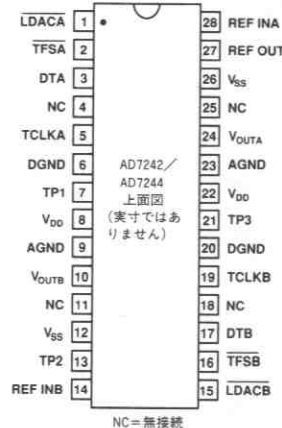 LDACA 1 28 REF INA
TFSA 2 27 REF OUT
DTA 3 26 VSS
NC 4 25 NC
TCLKA 5 24 VOUTA
DGND 6 23 AGND
TP1 7 22 VDD
VDD 8 21 TP3
AGND 9 20 DGND
VOUTB 10 19 TCLKB
NC 11 18 NC
VSS 12 17 DTB
TP2 13 16 TFSB
REF INB 14 15 LDACB
AD7242／
AD7244
上面図
(実寸ではあ
りません)
NC＝無接続